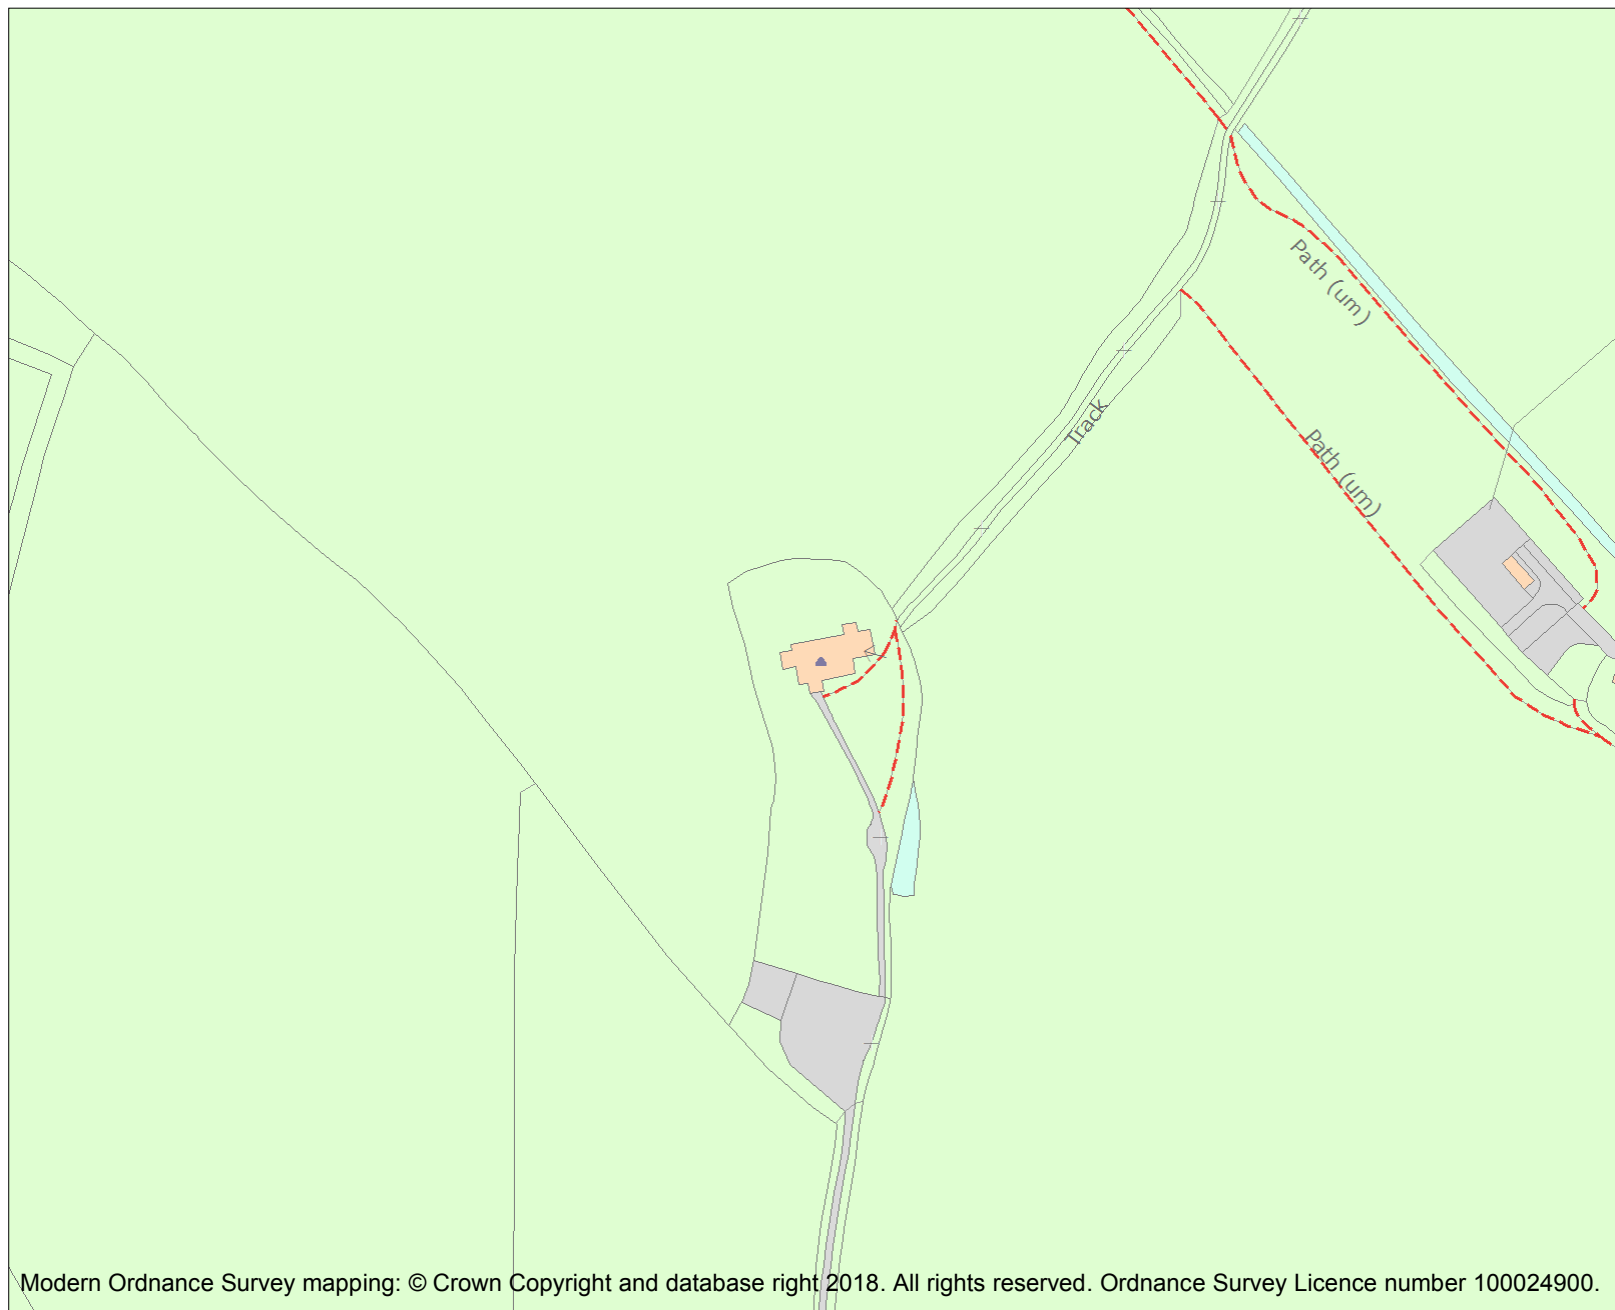 Path (um)
Track
Path (um)
Modern Ordnance Survey mapping: © Crown Copyright and database right 2018. All rights reserved. Ordnance Survey Licence number 100024900.